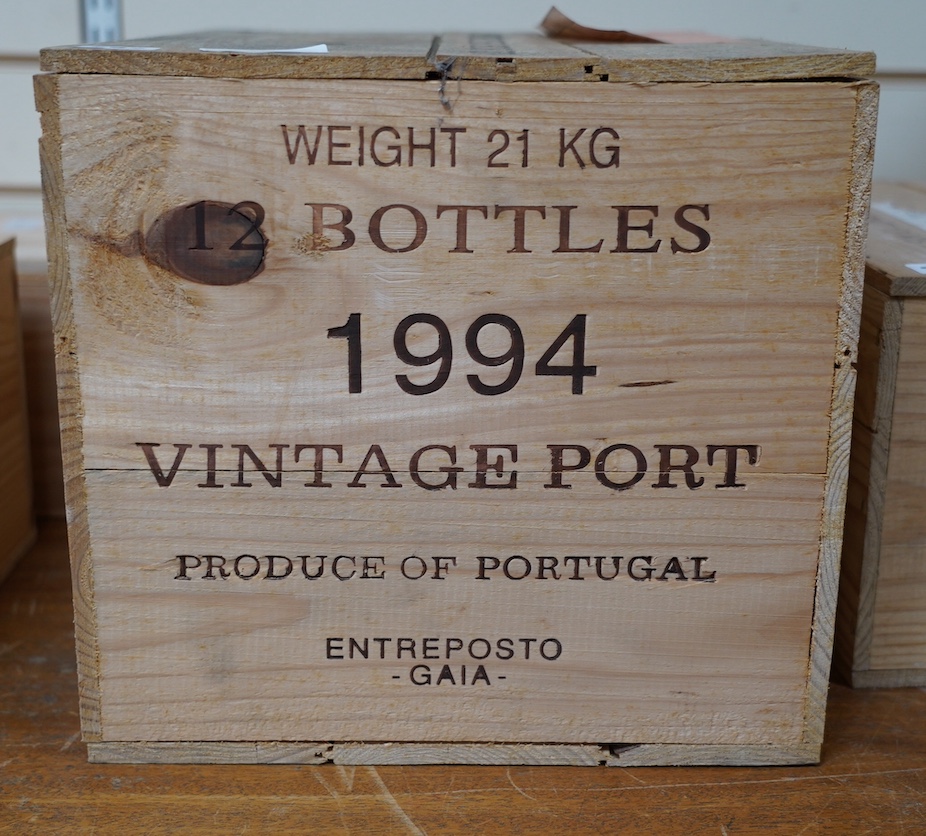 WEIGHT 21 KG
12 BOTTLES
1994
VINTAGE PORT
PRODUCE OF PORTUGAL
ENTREPOSTO
-GAIA-